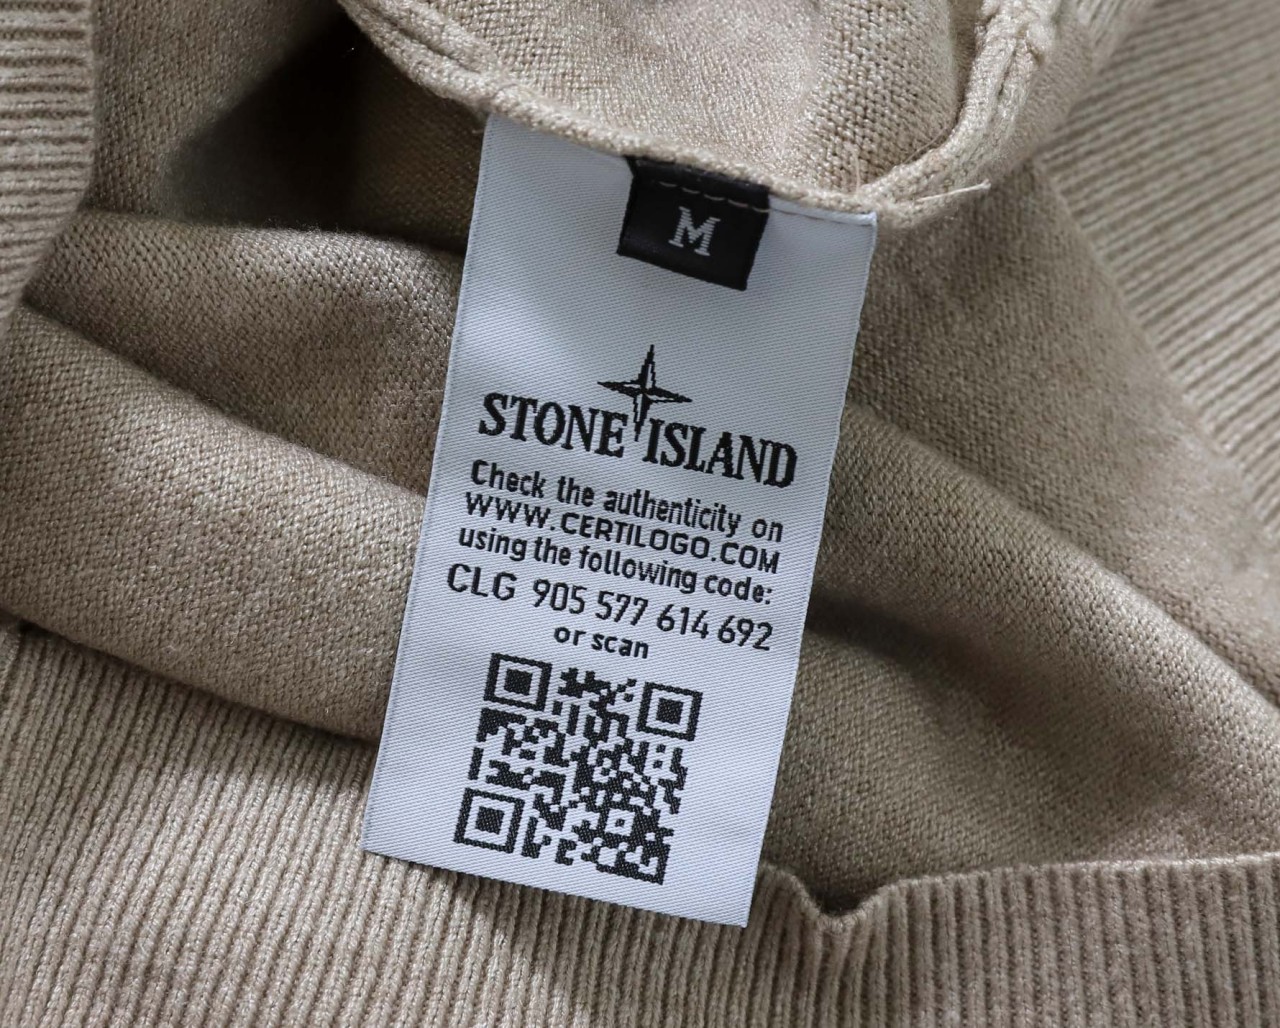 M
STONE ISLAND
Check the authenticity on
WWW.CERTILOGO.COM
using the following code:
CLG 905 577 614 692
or scan